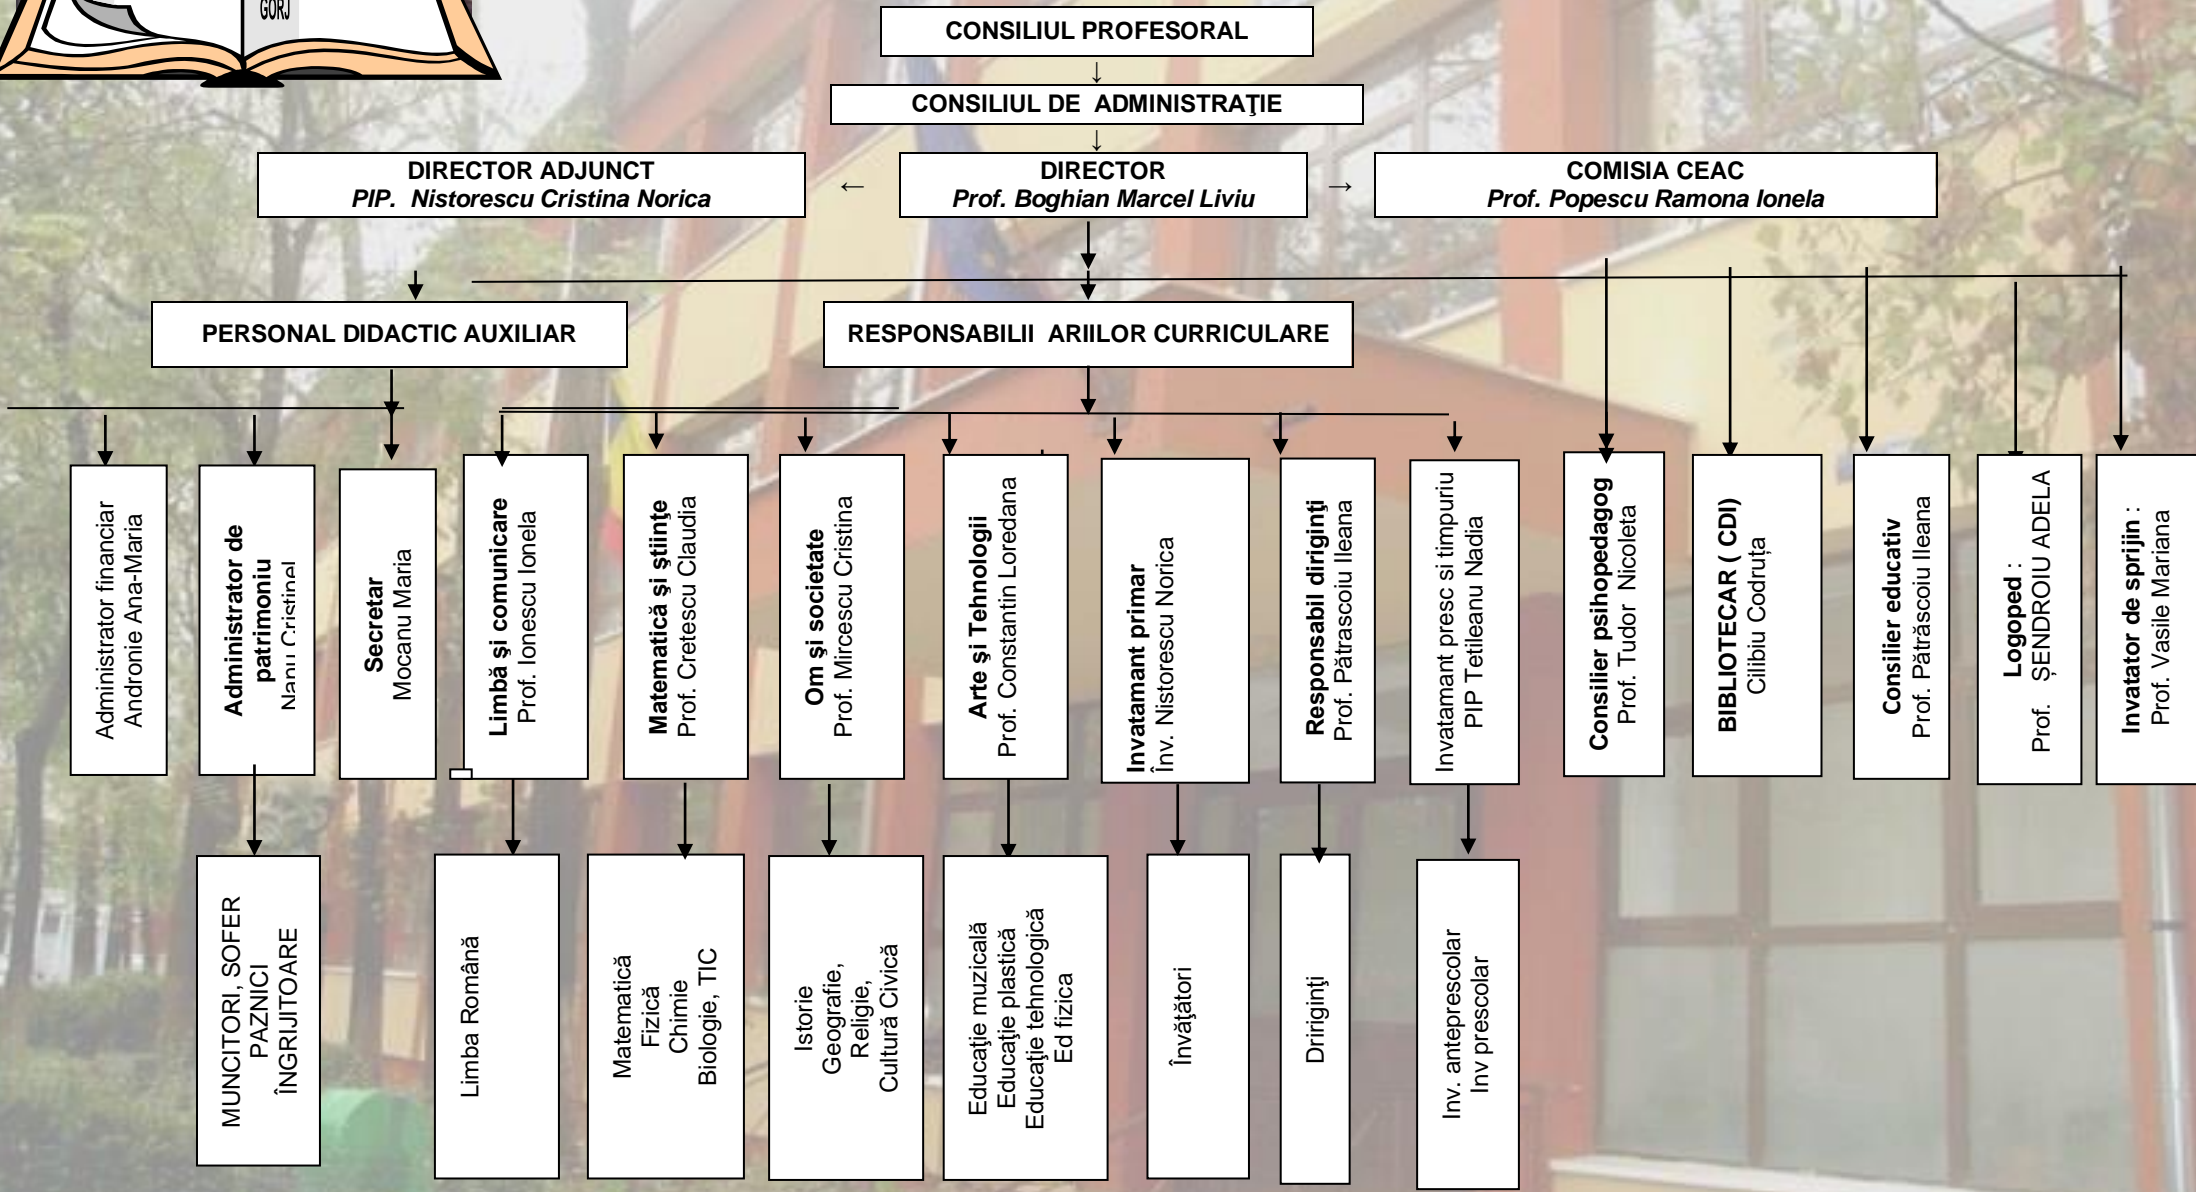 GORJ
CONSILIUL PROFESORAL
↓
CONSILIUL DE ADMINISTRAŢIE
↓
DIRECTOR ADJUNCT
PIP. Nistorescu Cristina Norica
←
DIRECTOR
Prof. Boghian Marcel Liviu
→
COMISIA CEAC
Prof. Popescu Ramona Ionela
PERSONAL DIDACTIC AUXILIAR
RESPONSABILII ARIILOR CURRICULARE
Administrator financiar
Andronie Ana-Maria
Administrator de
patrimoniu
Nanu Cristinel
Secretar
Mocanu Maria
Limbă şi comunicare
Prof. Ionescu Ionela
Matematică şi ştiinţe
Prof. Cretescu Claudia
Om şi societate
Prof. Mircescu Cristina
Arte şi Tehnologii
Prof. Constantin Loredana
Invatamant primar
Înv. Nistorescu Norica
Responsabil diriginţi
Prof. Pătrascoiu Ileana
Invatamant presc si timpuriu
PIP Tetileanu Nadia
Consilier psihopedagog
Prof. Tudor Nicoleta
BIBLIOTECAR ( CDI)
Cilibiu Codruța
Consilier educativ
Prof. Pătrăscoiu Ileana
Logoped :
Prof. ȘENDROIU ADELA
Invatator de sprijin :
Prof. Vasile Mariana
MUNCITORI, SOFER
PAZNICI
ÎNGRIJITOARE
Limba Română
Matematică
Fizică
Chimie
Biologie, TIC
Istorie
Geografie,
Religie,
Cultură Civică
Educaţie muzicală
Educaţie plastică
Educaţie tehnologică
Ed fizica
Învăţători
Dririginţi
Inv. anteprescolar
Inv prescolar